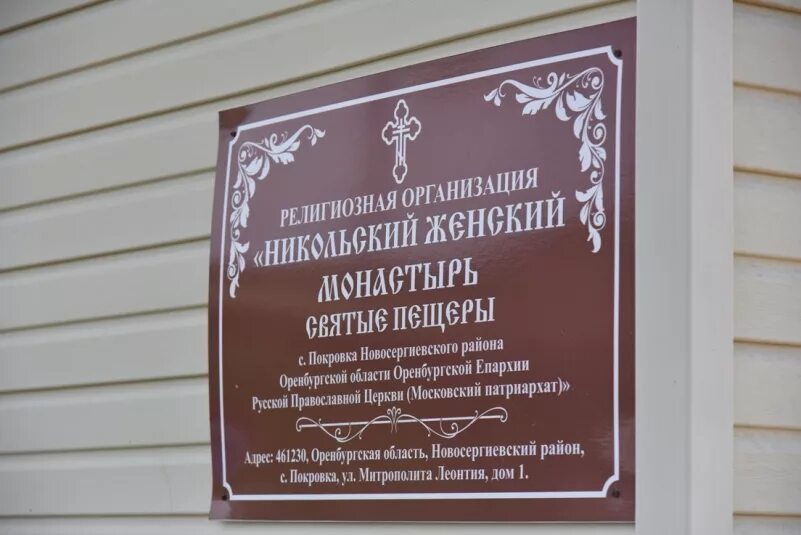 РЕЛИГИОЗНАЯ ОРГАНИЗАЦИЯ
«НИКОЛЬСКИЙ ЖЕНСКИЙ
МОНАСТЫРЬ
СВЯТЫЕ ПЕЩЕРЫ
с. Покровка Новосергиевского района
Оренбургской области Оренбургской Епархии
Русской Православной Церкви (Московский патриархат)»
Адрес: 461230, Оренбургская область, Новосергиевский район,
с. Покровка, ул. Митрополита Леонтия, дом 1.